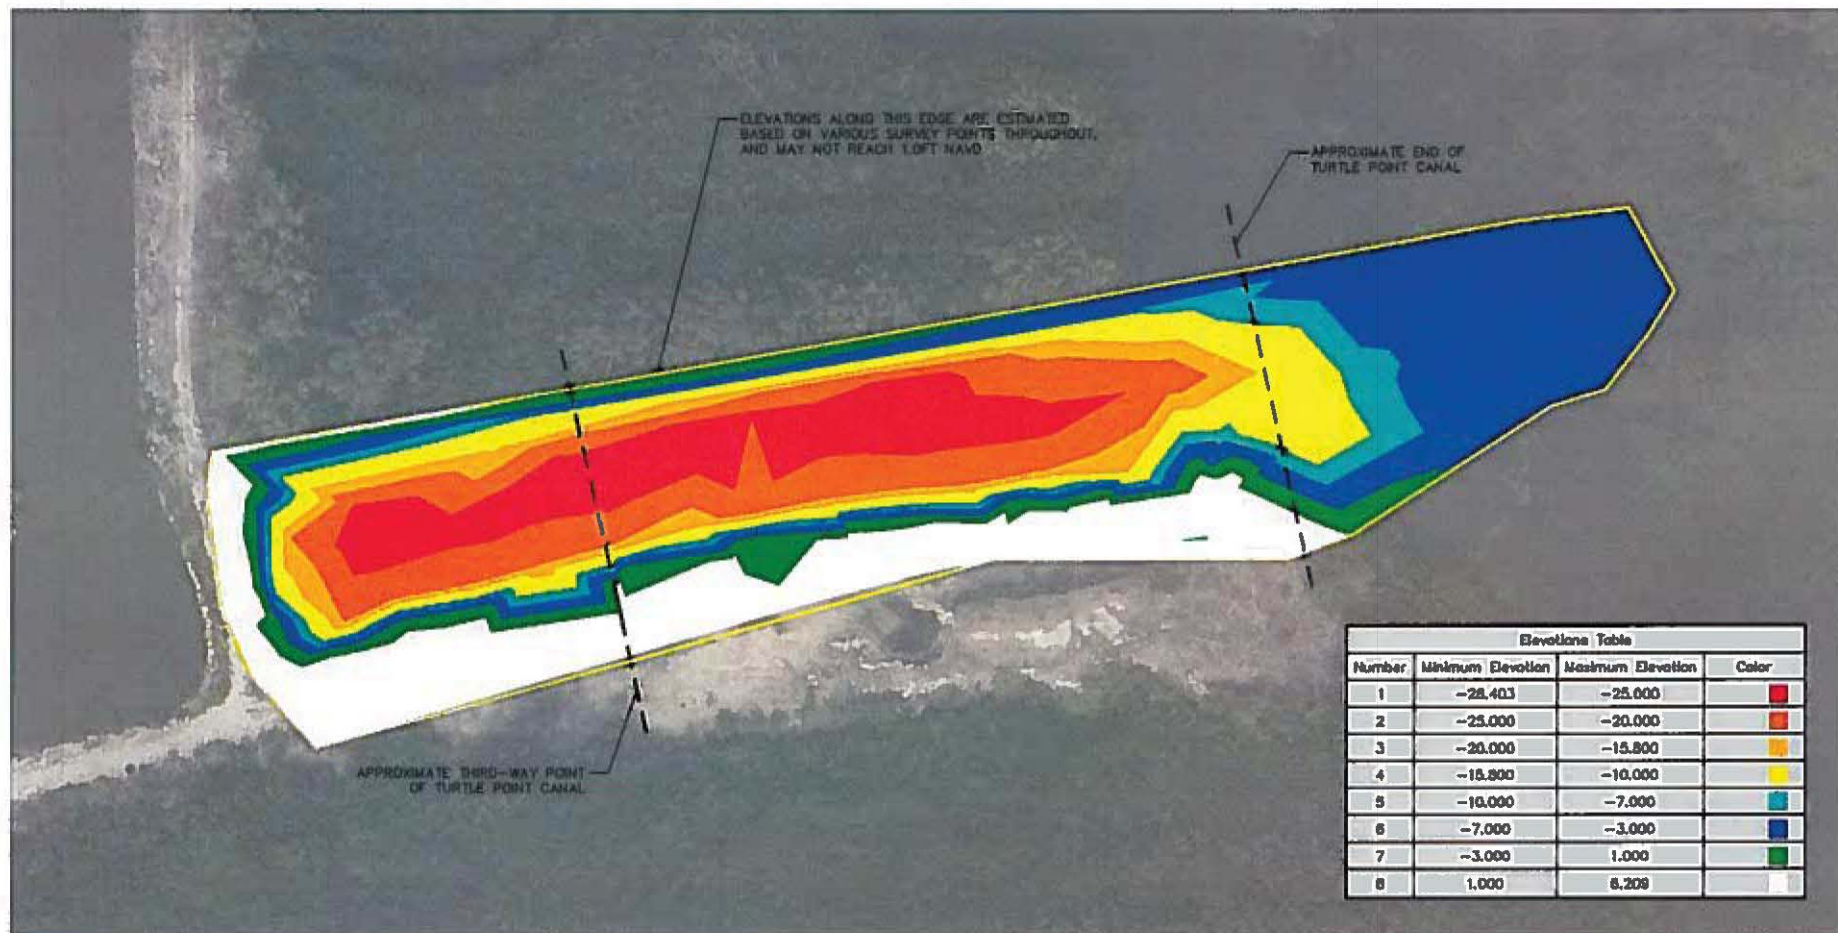 ELEVATIONS ALONG THIS EDGE ARE ESTIMATED
BASED ON VARIOUS SURVEY POINTS THROUGHOUT,
AND MAY NOT REACH 1.0FT NAVD
APPROXIMATE END OF
TURTLE POINT CANAL
APPROXIMATE THIRD-WAY POINT
OF TURTLE POINT CANAL
Elevations Table
Number Minimum Elevation Maximum Elevation Color
1 -28.403 -25.000
2 -25.000 -20.000
3 -20.000 -15.800
4 -15.800 -10.000
5 -10.000 -7.000
6 -7.000 -3.000
7 -3.000 1.000
8 1.000 6.209